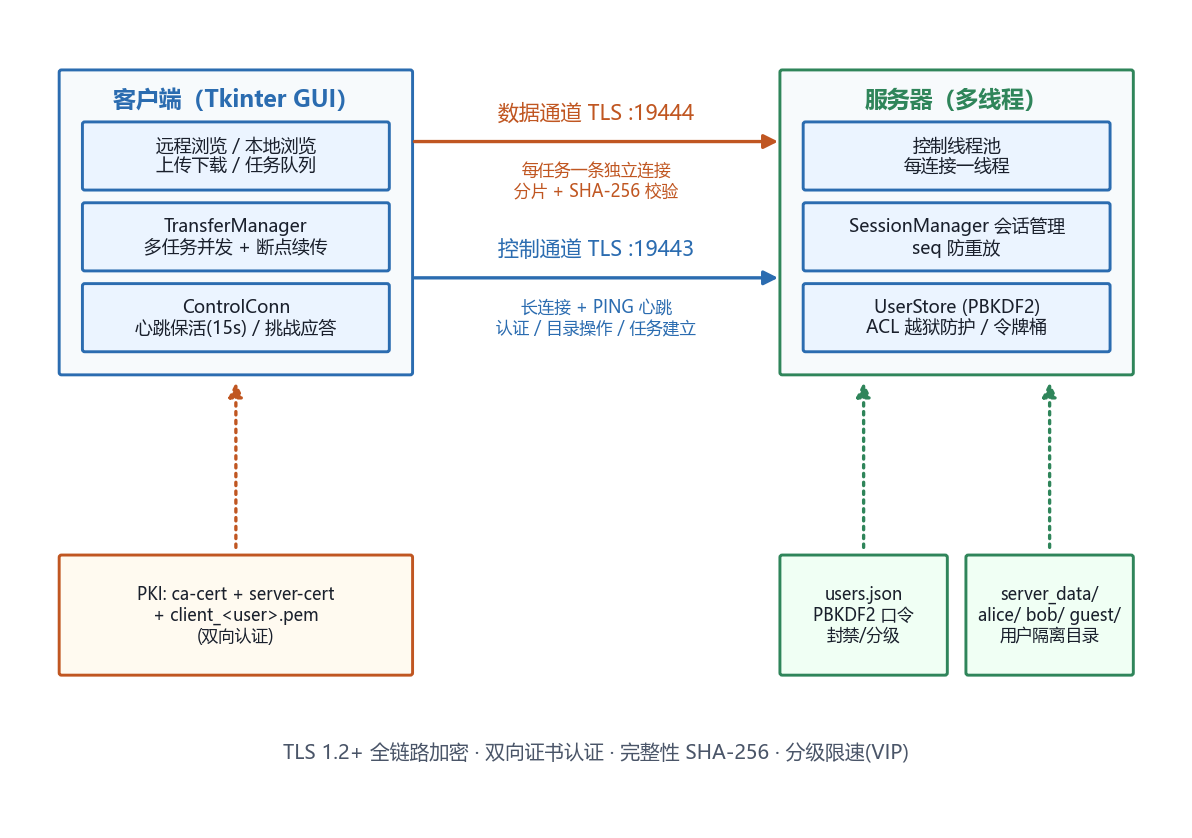 客户端（Tkinter GUI）
远程浏览 / 本地浏览
上传下载 / 任务队列
TransferManager
多任务并发 + 断点续传
ControlConn
心跳保活(15s) / 挑战应答
数据通道 TLS :19444
每任务一条独立连接
分片 + SHA-256 校验
控制通道 TLS :19443
长连接 + PING 心跳
认证 / 目录操作 / 任务建立
服务器（多线程）
控制线程池
每连接一线程
SessionManager 会话管理
seq 防重放
UserStore (PBKDF2)
ACL 越狱防护 / 令牌桶
PKI: ca-cert + server-cert
+ client_<user>.pem
(双向认证)
users.json
PBKDF2 口令
封禁/分级
server_data/
alice/ bob/ guest/
用户隔离目录
TLS 1.2+ 全链路加密 · 双向证书认证 · 完整性 SHA-256 · 分级限速(VIP)